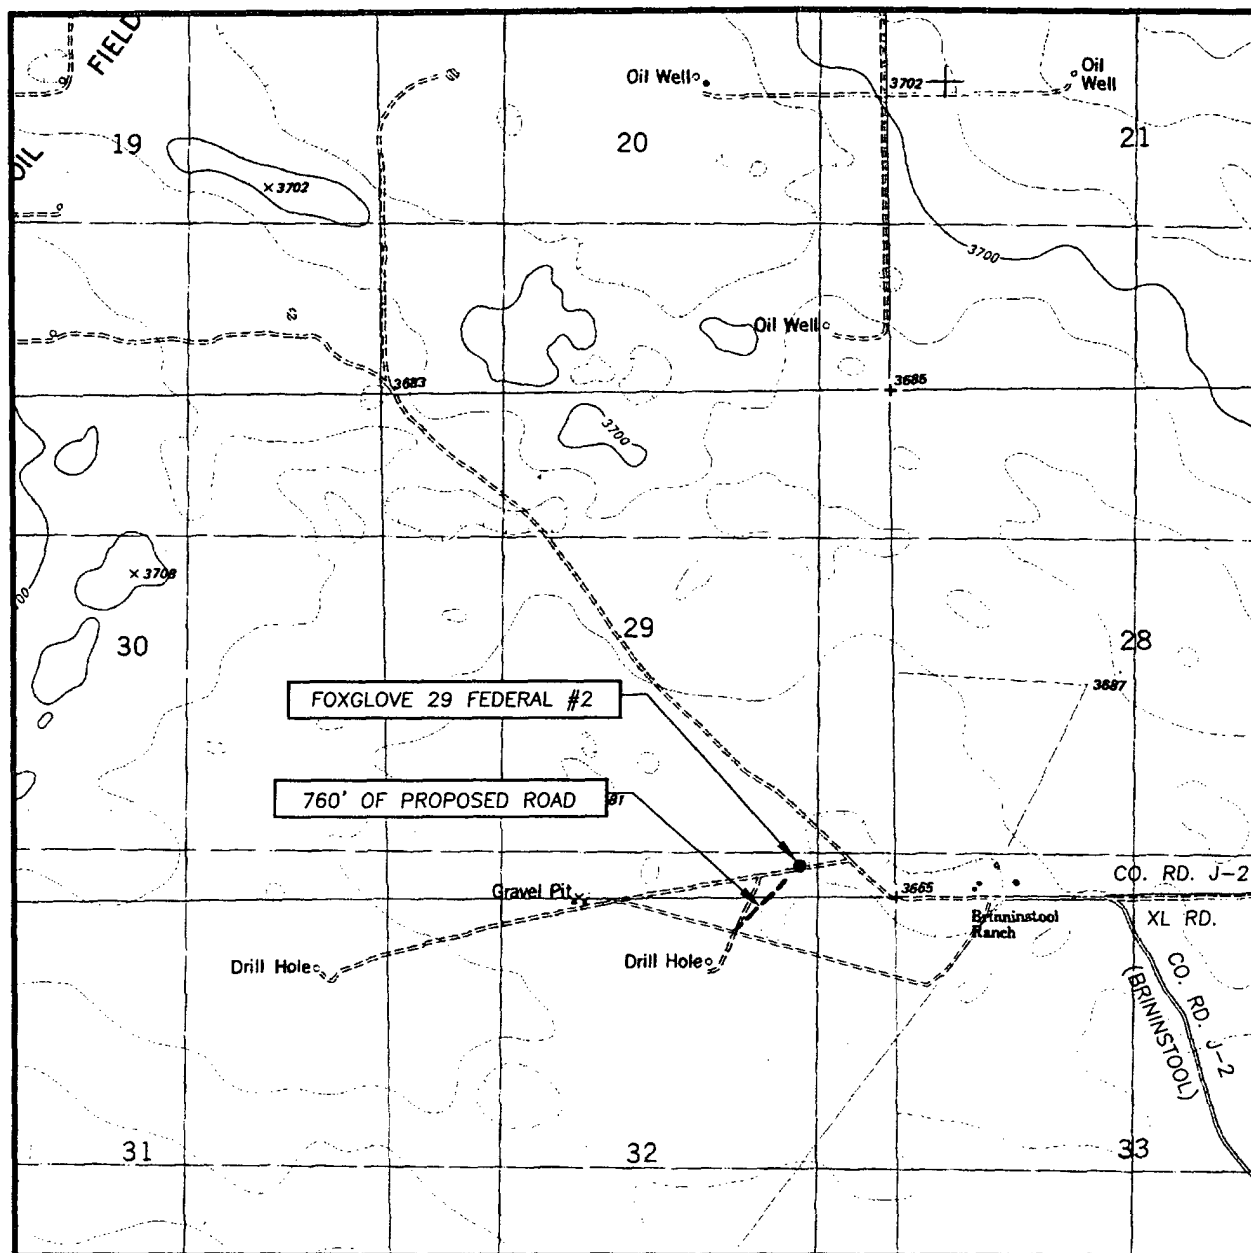 FIELD
OIL
19
× 3702
Oil Well
20
3702
Oil
Well
21
3700
Oil Well
3683
3686
3700
× 3708
30
29
28
3687
FOXGLOVE 29 FEDERAL #2
760' OF PROPOSED ROAD
81
Gravel Pit
3665
CO. RD. J-2
XL RD.
Brinninstool
Ranch
Drill Hole
Drill Hole
CO. RD. J-2
(BRININSTOOL)
31
32
33